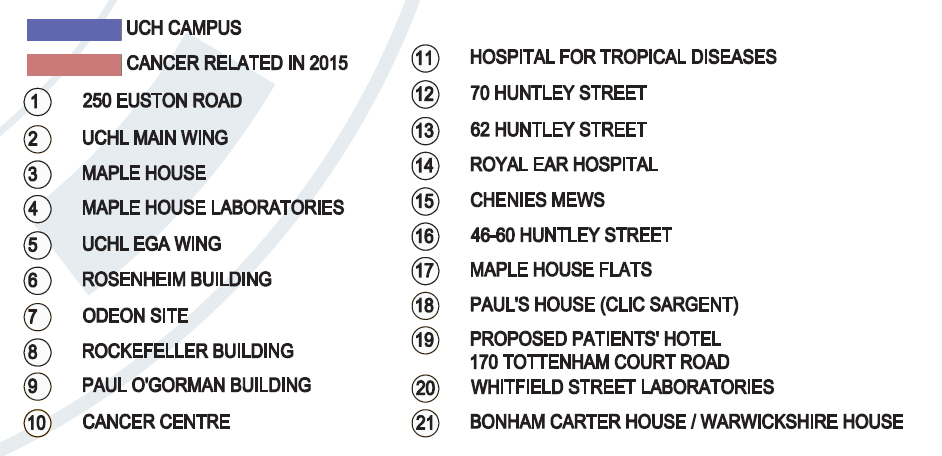 UCH CAMPUS
CANCER RELATED IN 2015
1 250 EUSTON ROAD
2 UCHL MAIN WING
3 MAPLE HOUSE
4 MAPLE HOUSE LABORATORIES
5 UCHL EGA WING
6 ROSENHEIM BUILDING
7 ODEON SITE
8 ROCKEFELLER BUILDING
9 PAUL O'GORMAN BUILDING
10 CANCER CENTRE
11 HOSPITAL FOR TROPICAL DISEASES
12 70 HUNTLEY STREET
13 62 HUNTLEY STREET
14 ROYAL EAR HOSPITAL
15 CHENIES MEWS
16 46-60 HUNTLEY STREET
17 MAPLE HOUSE FLATS
18 PAUL'S HOUSE (CLIC SARGENT)
19 PROPOSED PATIENTS' HOTEL
170 TOTTENHAM COURT ROAD
20 WHITFIELD STREET LABORATORIES
21 BONHAM CARTER HOUSE / WARWICKSHIRE HOUSE